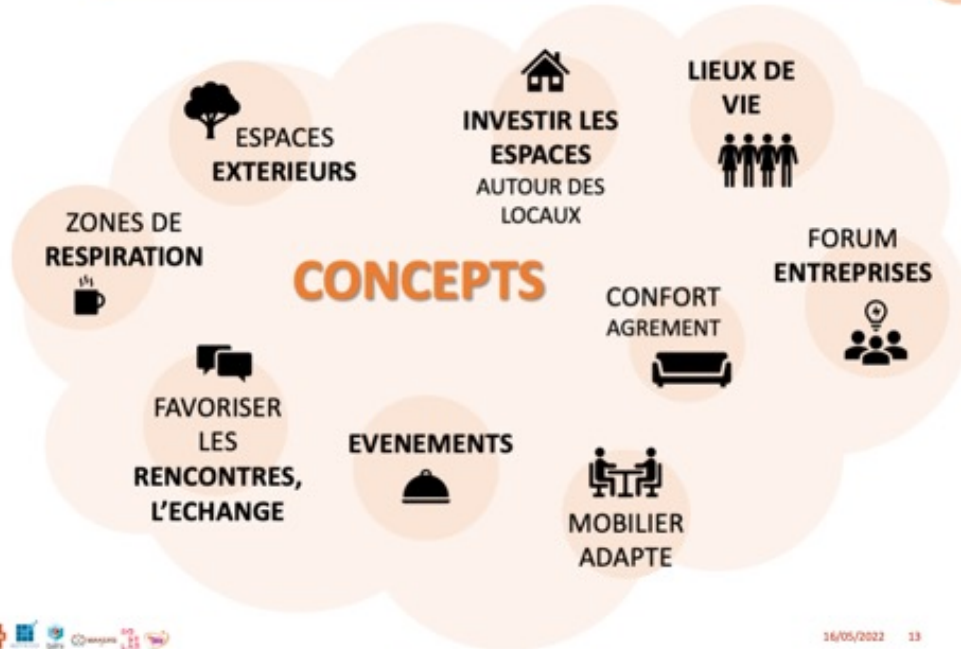 ESPACES
EXTERIEURS
INVESTIR LES
ESPACES
AUTOUR DES
LOCAUX
LIEUX DE
VIE
ZONES DE
RESPIRATION
CONCEPTS
FORUM
ENTREPRISES
CONFORT
AGREMENT
FAVORISER
LES
RENCONTRES,
L'ECHANGE
EVENEMENTS
MOBILIER
ADAPTE
16/05/2022 13